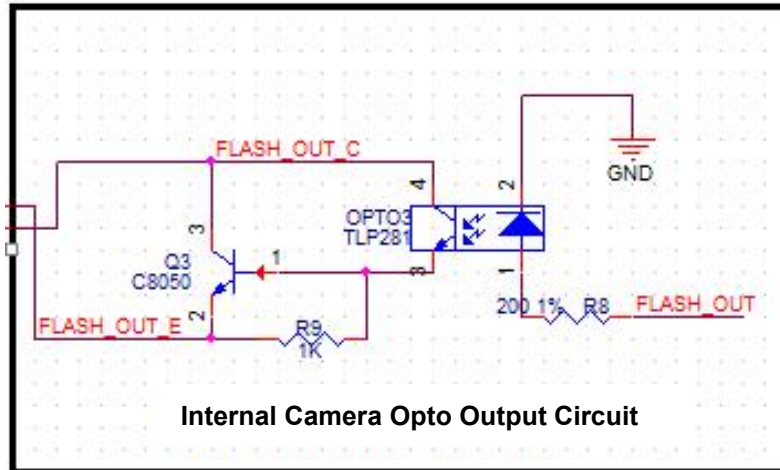 FLASH_OUT_C
GND
4
2
OPTO3
TLP281
3
Q3
C8050
1
3
1
2
200 1%
R8
FLASH_OUT
FLASH_OUT_E
R9
1K
Internal Camera Opto Output Circuit